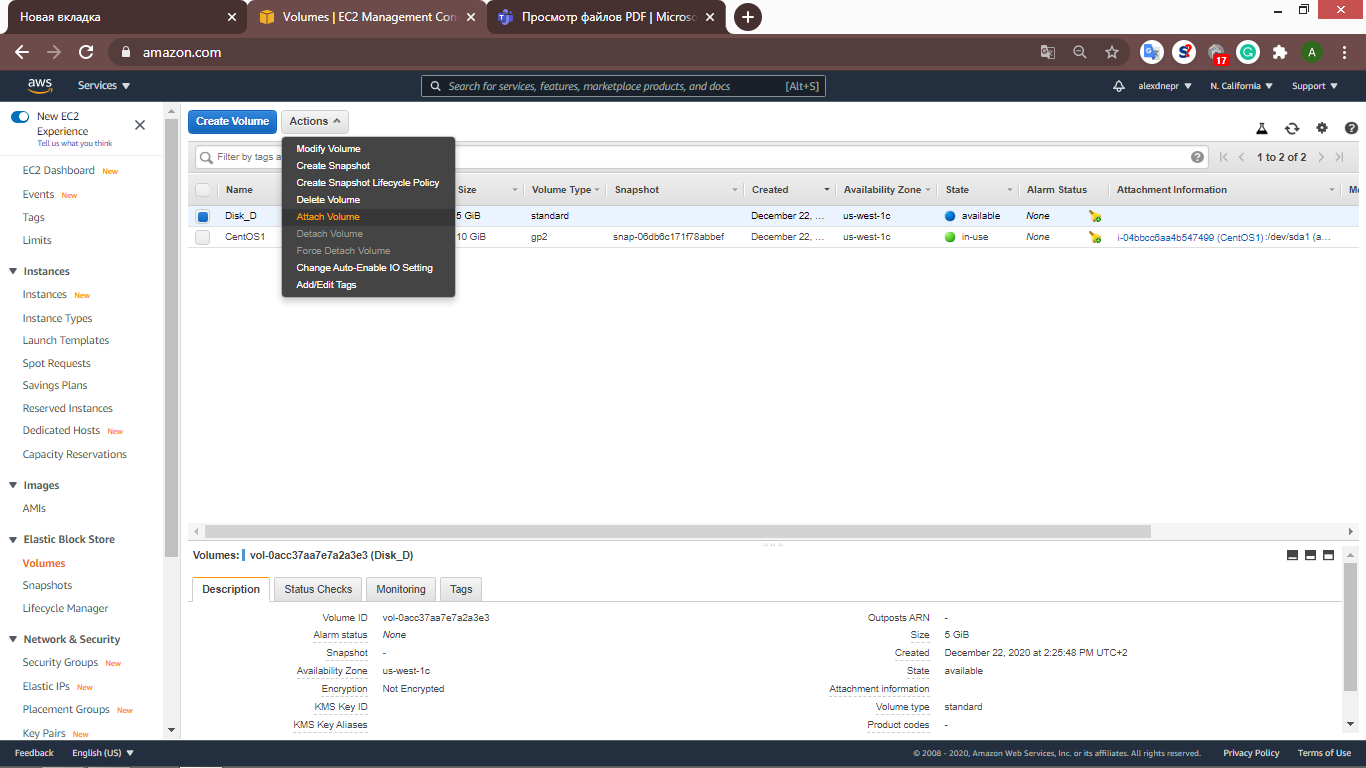 Новая вкладка
Volumes | EC2 Management Con
Просмотр файлов PDF | Microso
amazon.com
17
A
aws
Services
Search for services, features, marketplace products, and docs [Alt+S]
alexdnepr
N. California
Support
New EC2
Experience
Tell us what you think
EC2 Dashboard New
Events New
Tags
Limits
Instances
Instances New
Instance Types
Launch Templates
Spot Requests
Savings Plans
Reserved Instances
Dedicated Hosts New
Capacity Reservations
Images
AMIs
Elastic Block Store
Volumes
Snapshots
Lifecycle Manager
Network & Security
Security Groups New
Elastic IPs New
Placement Groups New
Key Pairs New
Create Volume
Actions
Modify Volume
Create Snapshot
Create Snapshot Lifecycle Policy
Delete Volume
Attach Volume
Detach Volume
Force Detach Volume
Change Auto-Enable IO Setting
Add/Edit Tags
Filter by tags a
1 to 2 of 2
Name Size Volume Type Snapshot Created Availability Zone State Alarm Status Attachment Information Mo
Disk_D 5 GiB standard December 22, ... us-west-1c available None
CentOS1 10 GiB gp2 snap-06db6c171f78abbef December 22, ... us-west-1c in-use None i-04bbcc6aa4b547499 (CentOS1):/dev/sda1 (a...
Volumes: vol-0acc37aa7e7a2a3e3 (Disk_D)
Description
Status Checks
Monitoring
Tags
Volume ID vol-0acc37aa7e7a2a3e3
Alarm status None
Snapshot -
Availability Zone us-west-1c
Encryption Not Encrypted
KMS Key ID
KMS Key Aliases
Outposts ARN -
Size 5 GiB
Created December 22, 2020 at 2:25:48 PM UTC+2
State available
Attachment information
Volume type standard
Product codes -
Feedback
English (US)
© 2008 - 2020, Amazon Web Services, Inc. or its affiliates. All rights reserved.
Privacy Policy
Terms of Use